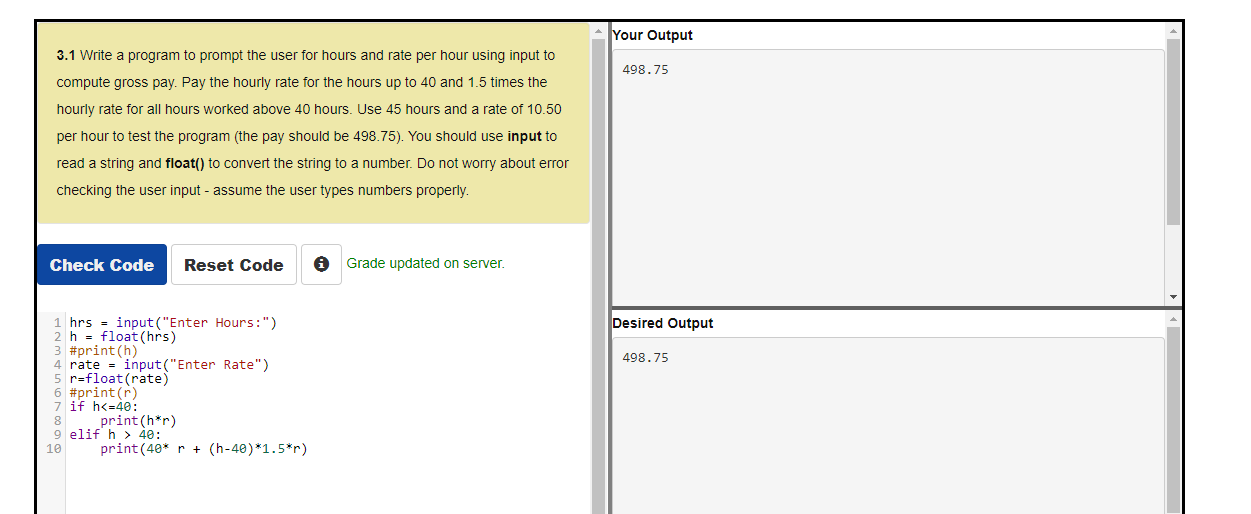 3.1 Write a program to prompt the user for hours and rate per hour using input to
compute gross pay. Pay the hourly rate for the hours up to 40 and 1.5 times the
hourly rate for all hours worked above 40 hours. Use 45 hours and a rate of 10.50
per hour to test the program (the pay should be 498.75). You should use input to
read a string and float() to convert the string to a number. Do not worry about error
checking the user input - assume the user types numbers properly.
Check Code Reset Code Grade updated on server.
1 hrs = input("Enter Hours:")
2 h = float(hrs)
3 #print(h)
4 rate = input("Enter Rate")
5 r=float(rate)
6 #print(r)
7 if h<=40:
8     print(h*r)
9 elif h > 40:
10     print(40* r + (h-40)*1.5*r)
Your Output
498.75
Desired Output
498.75